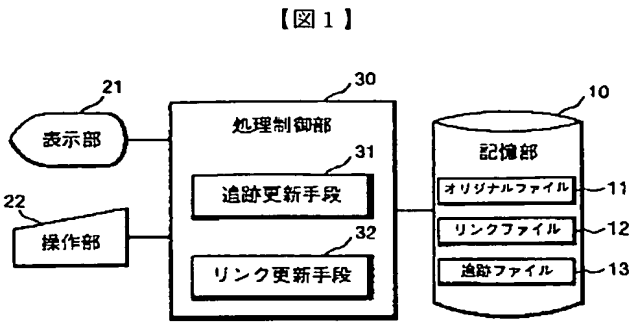 【図1】
21
表示部
22
操作部
30
処理制御部
31
追跡更新手段
32
リンク更新手段
10
記憶部
オリジナルファイル
11
リンクファイル
12
追跡ファイル
13